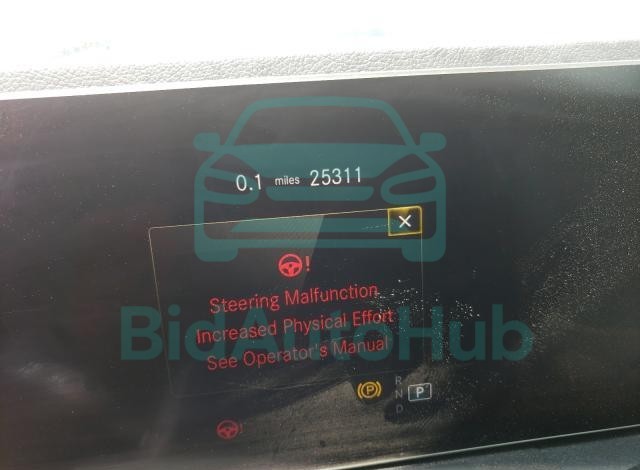 0.1 miles 25311
X
!
Steering Malfunction
Increased Physical Effort
See Operator's Manual
BidAutoHub
(P) R
N P
D
!